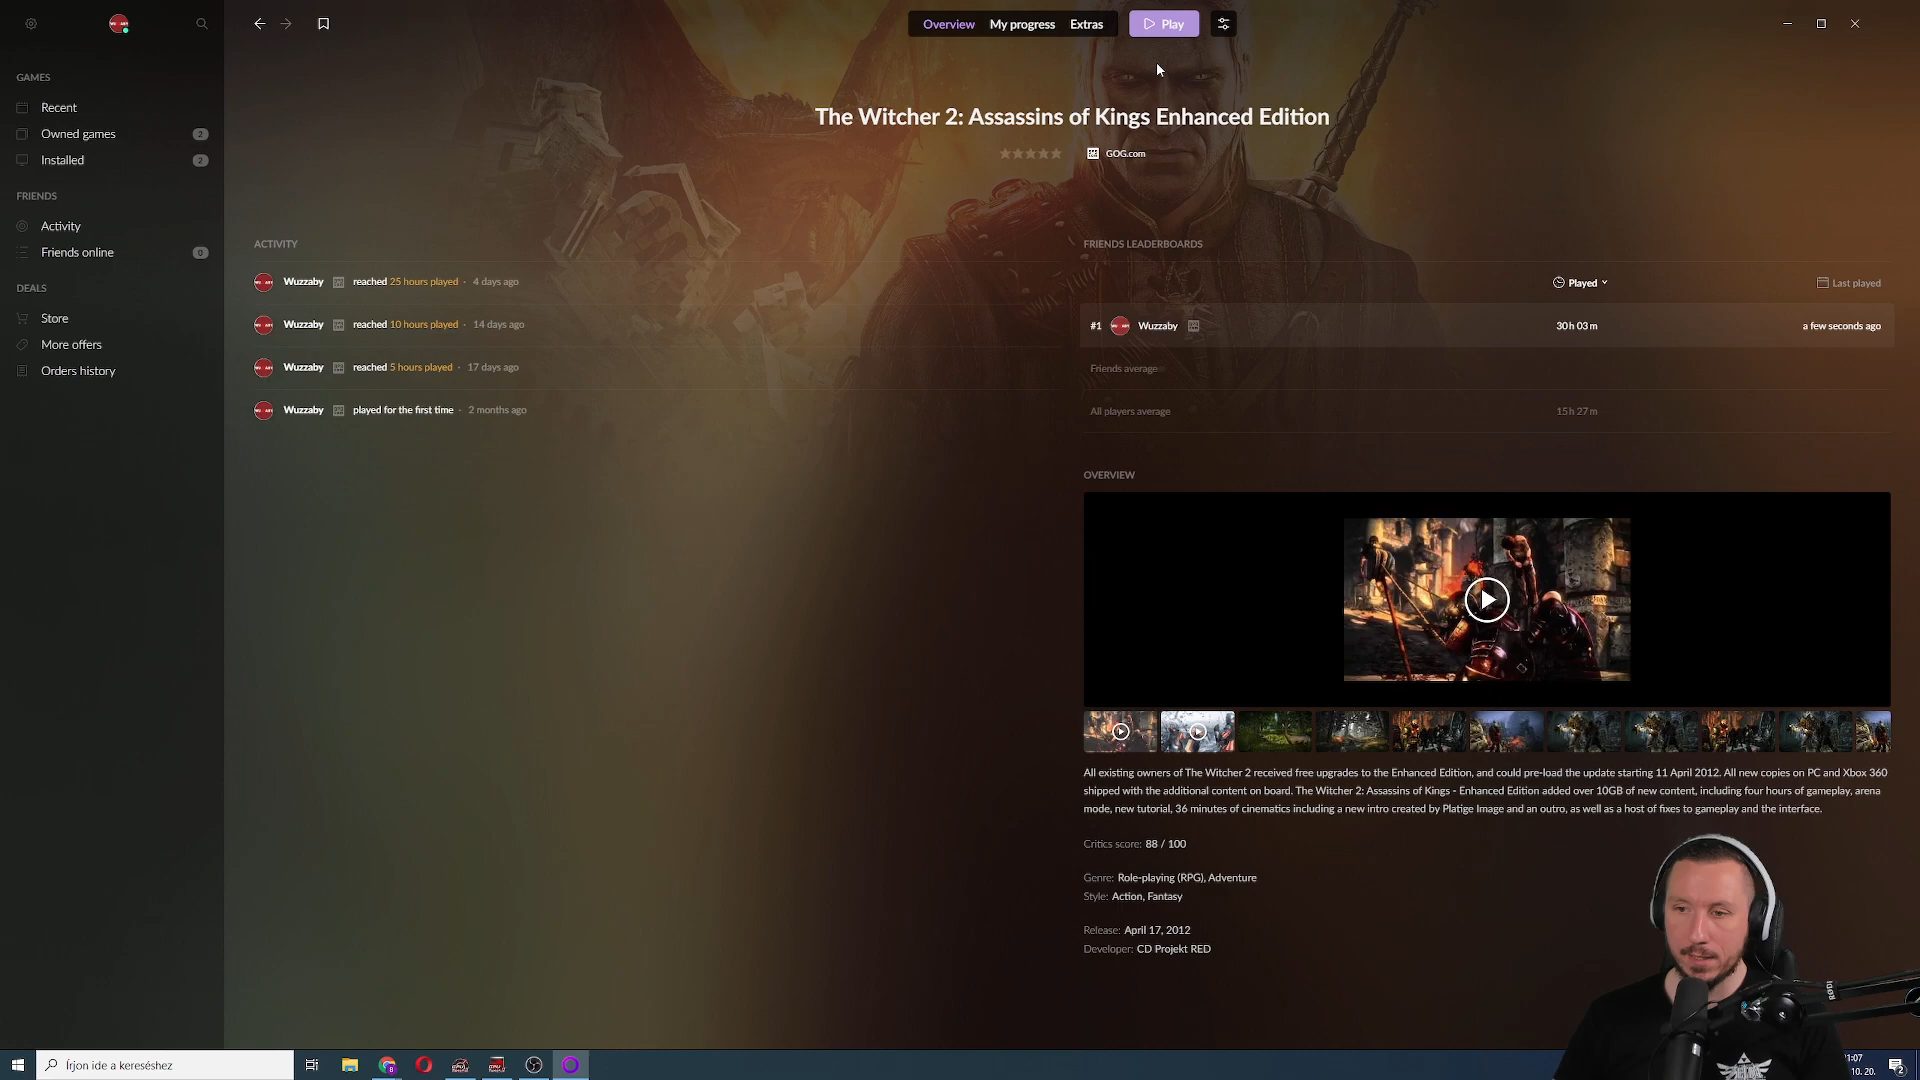 Overview My progress Extras Play
GAMES
Recent
Owned games 2
Installed 2
FRIENDS
Activity
Friends online 0
DEALS
Store
More offers
Orders history
The Witcher 2: Assassins of Kings Enhanced Edition
GOG.com
ACTIVITY
Wuzzaby reached 25 hours played · 4 days ago
Wuzzaby reached 10 hours played · 14 days ago
Wuzzaby reached 5 hours played · 17 days ago
Wuzzaby played for the first time · 2 months ago
FRIENDS LEADERBOARDS
Played Last played
#1 Wuzzaby 30 h 03 m a few seconds ago
Friends average
All players average 15 h 27 m
OVERVIEW
All existing owners of The Witcher 2 received free upgrades to the Enhanced Edition, and could pre-load the update starting 11 April 2012. All new copies on PC and Xbox 360
shipped with the additional content on board. The Witcher 2: Assassins of Kings - Enhanced Edition added over 10GB of new content, including four hours of gameplay, arena
mode, new tutorial, 36 minutes of cinematics including a new intro created by Platige Image and an outro, as well as a host of fixes to gameplay and the interface.
Critics score: 88 / 100
Genre: Role-playing (RPG), Adventure
Style: Action, Fantasy
Release: April 17, 2012
Developer: CD Projekt RED
Írjon ide a kereséshez
1:07
10. 20.
2